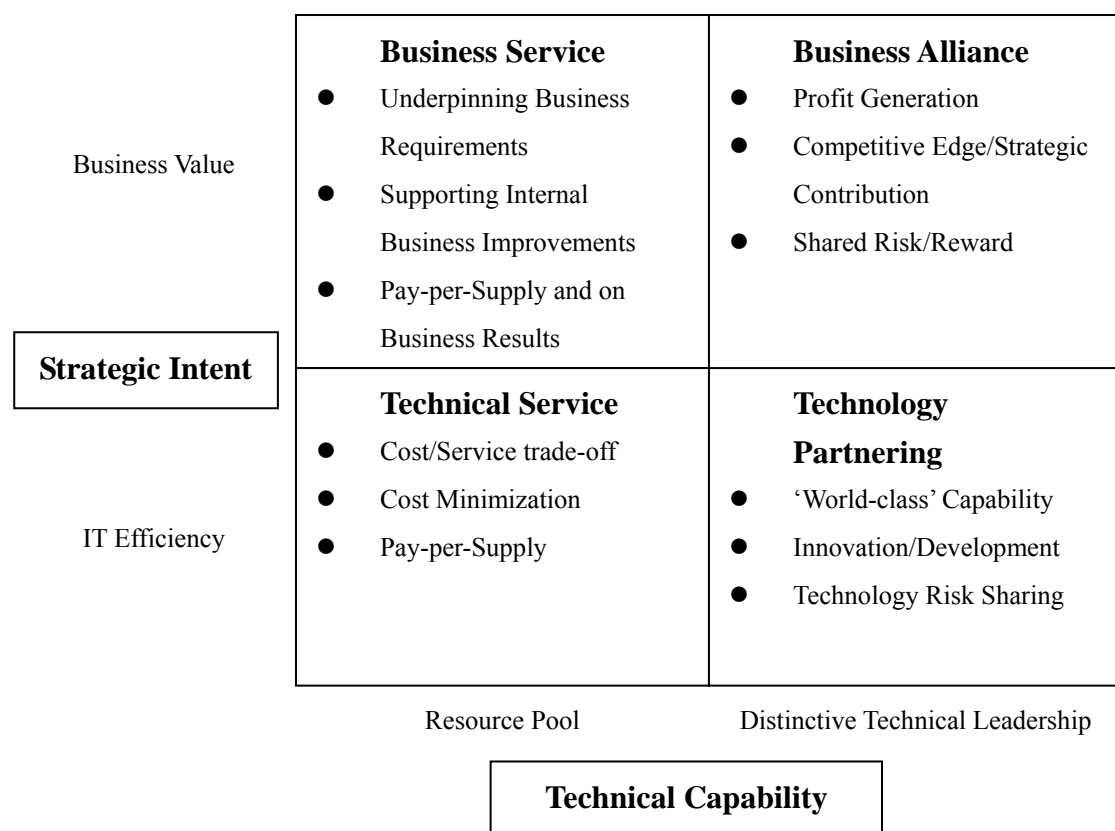 Business Service
● Underpinning Business
Requirements
● Supporting Internal
Business Improvements
● Pay-per-Supply and on
Business Results
Business Alliance
● Profit Generation
● Competitive Edge/Strategic
Contribution
● Shared Risk/Reward
Business Value
Strategic Intent
Technical Service
● Cost/Service trade-off
● Cost Minimization
● Pay-per-Supply
Technology
Partnering
● ‘World-class’ Capability
● Innovation/Development
● Technology Risk Sharing
IT Efficiency
Resource Pool
Distinctive Technical Leadership
Technical Capability